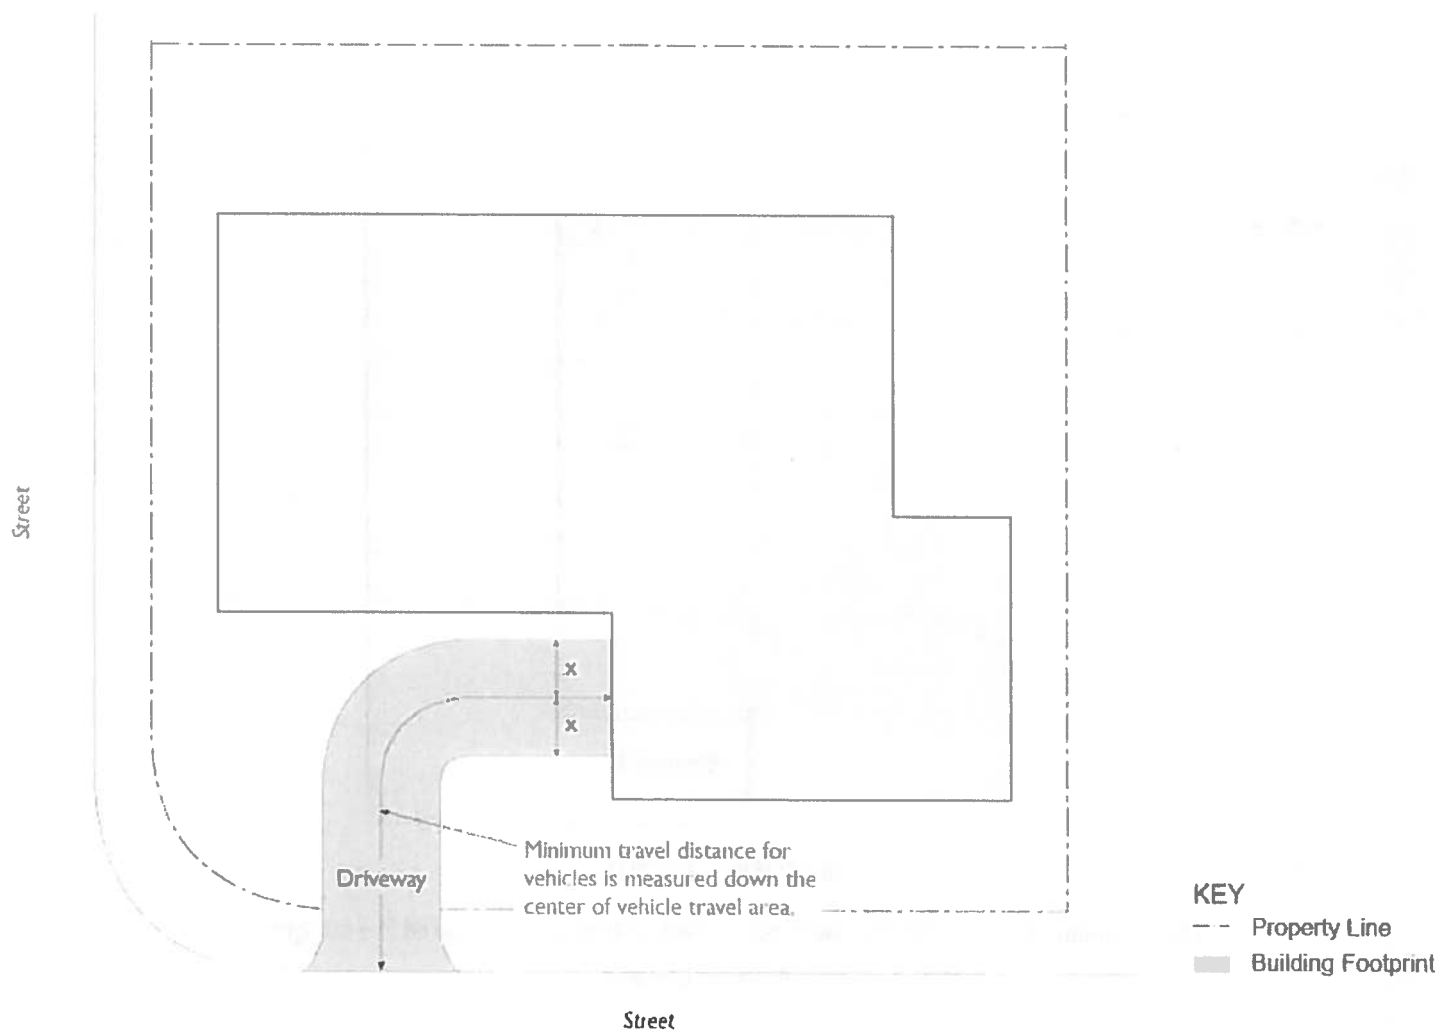 Street
x
x
Minimum travel distance for
vehicles is measured down the
center of vehicle travel area.
Driveway
KEY
Property Line
Building Footprint
Street